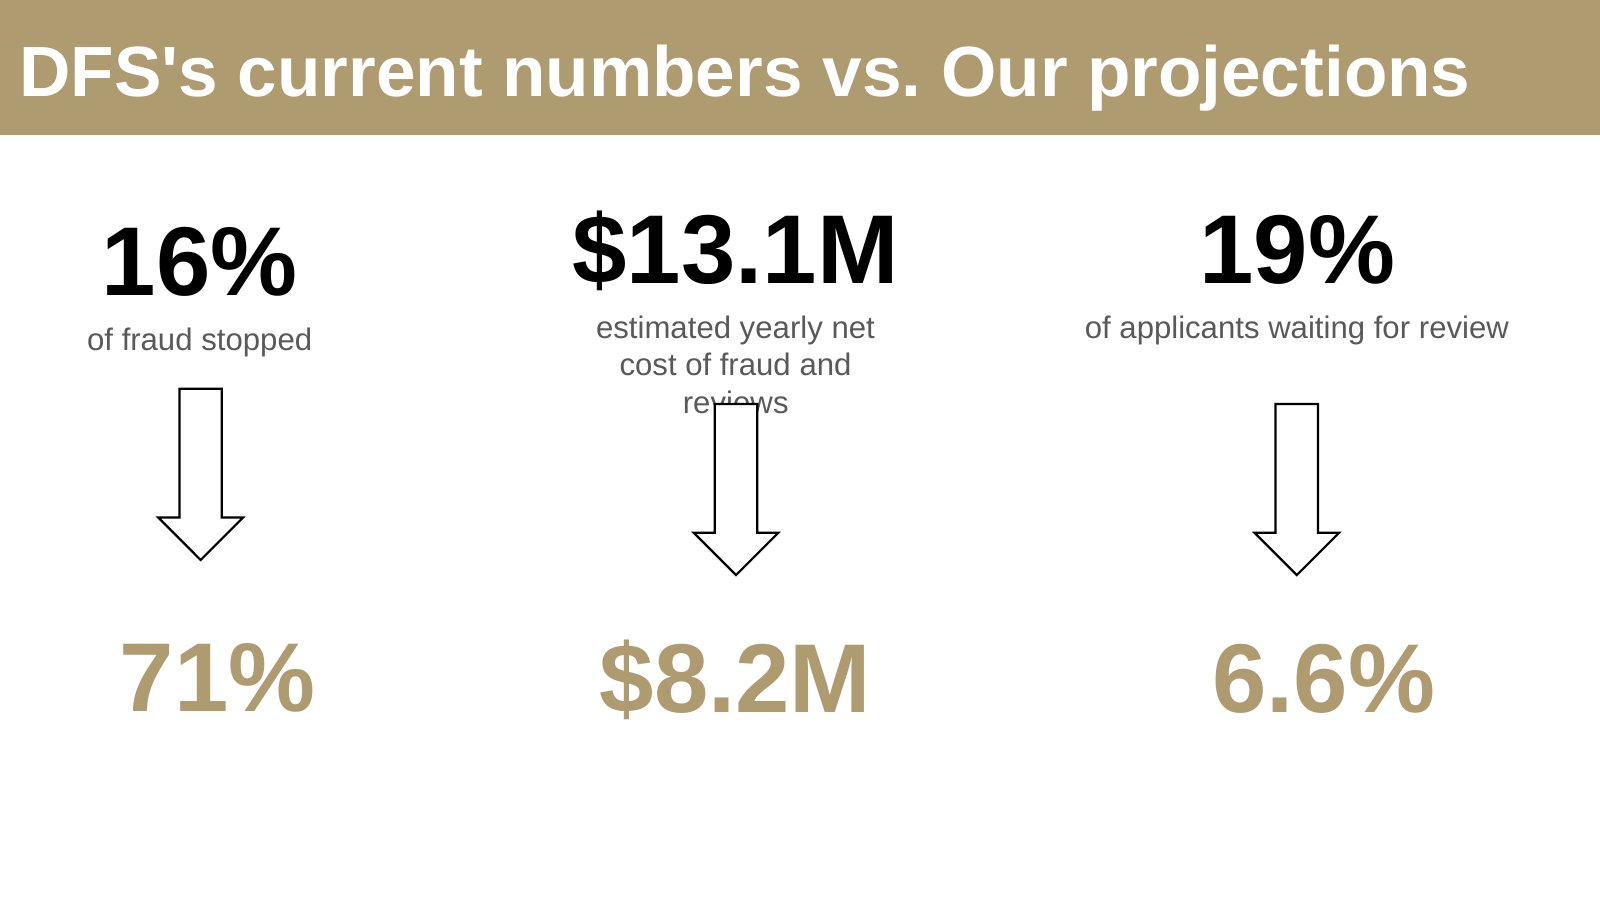 DFS's current numbers vs. Our projections
16%
of fraud stopped
$13.1M
estimated yearly net
cost of fraud and
reviews
19%
of applicants waiting for review
71%
$8.2M
6.6%